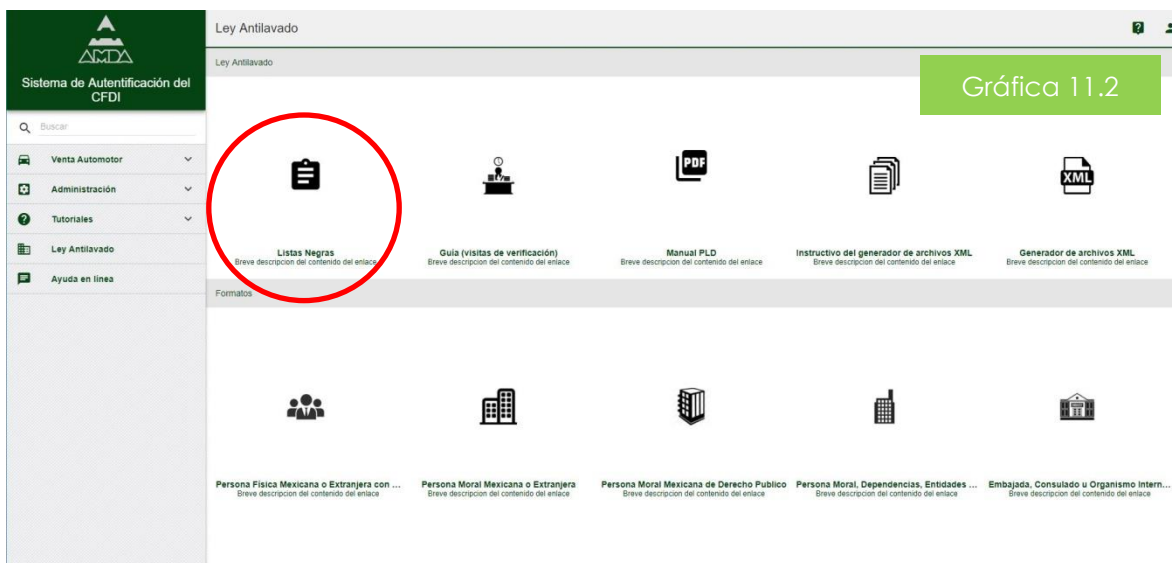 AMDA
Sistema de Autentificación del
CFDI
Buscar
Venta Automotor
Administración
Tutoriales
Ley Antilavado
Ayuda en línea
Ley Antilavado
Ley Antilavado
Gráfica 11.2
PDF
XML
Listas Negras
Breve descripcion del contenido del enlace
Guía (visitas de verificación)
Breve descripcion del contenido del enlace
Manual PLD
Breve descripcion del contenido del enlace
Instructivo del generador de archivos XML
Breve descripcion del contenido del enlace
Generador de archivos XML
Breve descripcion del contenido del enlace
Formatos
Persona Física Mexicana o Extranjera con ...
Breve descripcion del contenido del enlace
Persona Moral Mexicana o Extranjera
Breve descripcion del contenido del enlace
Persona Moral Mexicana de Derecho Publico
Breve descripcion del contenido del enlace
Persona Moral, Dependencias, Entidades ...
Breve descripcion del contenido del enlace
Embajada, Consulado u Organismo Intern...
Breve descripcion del contenido del enlace